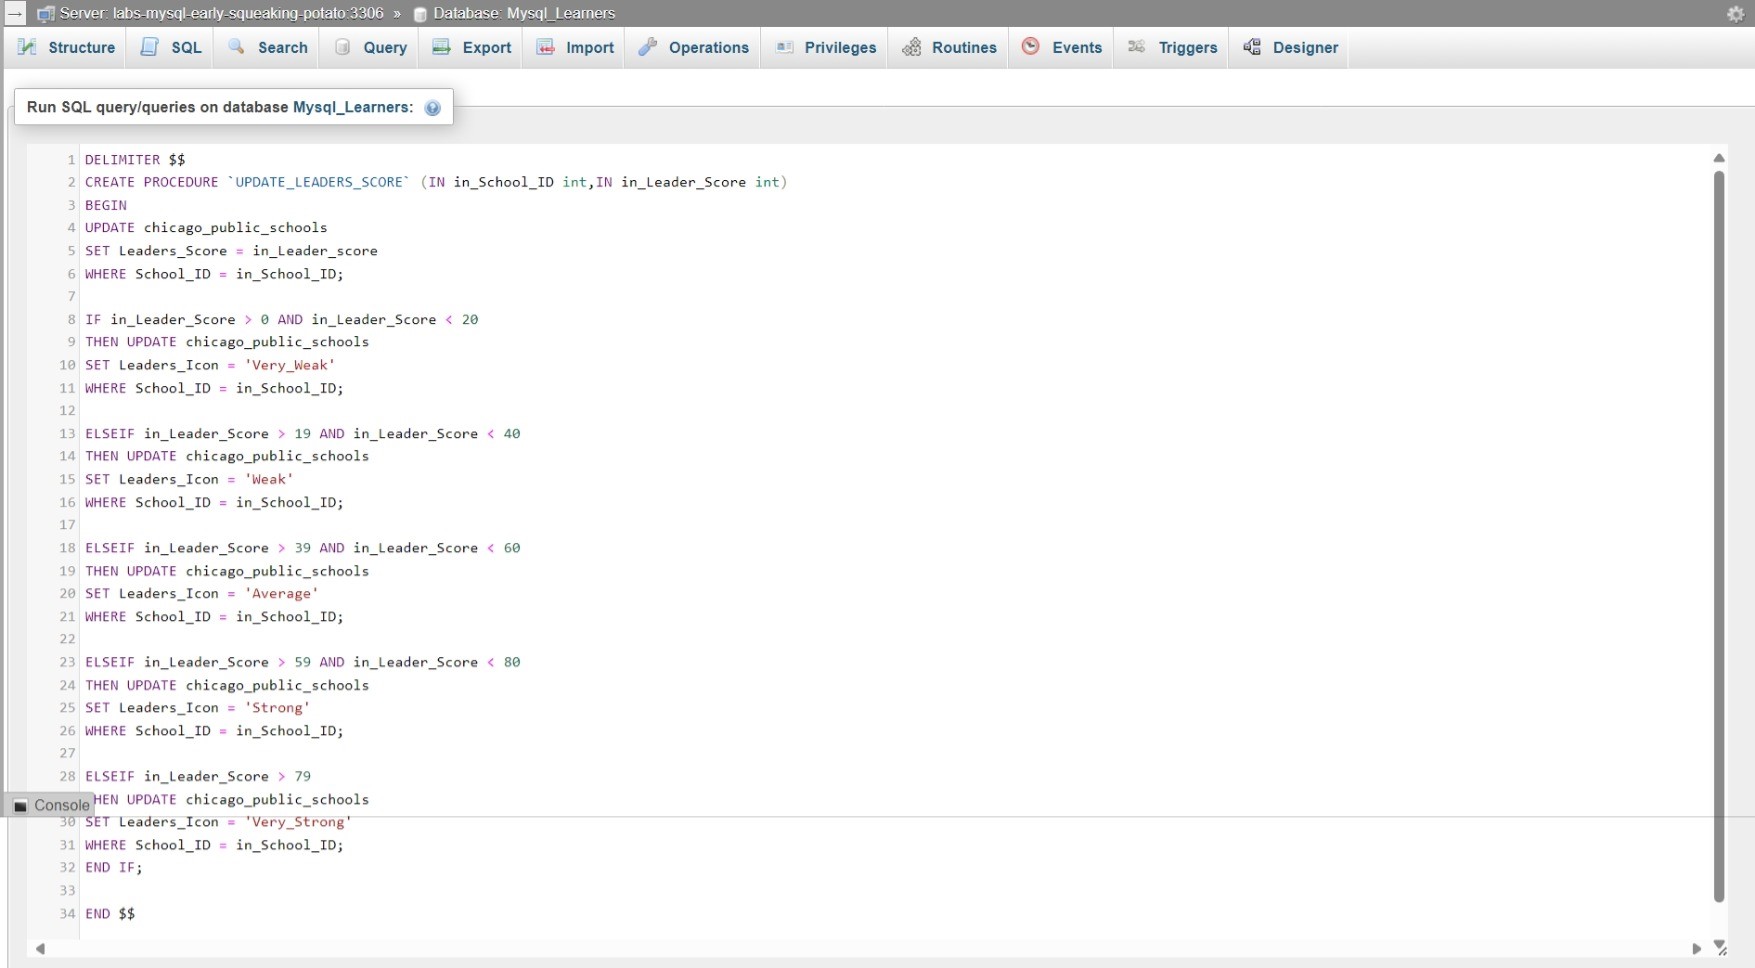 Server: labs-mysql-early-squeaking-potato:3306 » Database: Mysql_Learners
Structure SQL Search Query Export Import Operations Privileges Routines Events Triggers Designer
Run SQL query/queries on database Mysql_Learners:
1 DELIMITER $$
2 CREATE PROCEDURE `UPDATE_LEADERS_SCORE` (IN in_School_ID int,IN in_Leader_Score int)
3 BEGIN
4 UPDATE chicago_public_schools
5 SET Leaders_Score = in_Leader_score
6 WHERE School_ID = in_School_ID;
7
8 IF in_Leader_Score > 0 AND in_Leader_Score < 20
9 THEN UPDATE chicago_public_schools
10 SET Leaders_Icon = 'Very_Weak'
11 WHERE School_ID = in_School_ID;
12
13 ELSEIF in_Leader_Score > 19 AND in_Leader_Score < 40
14 THEN UPDATE chicago_public_schools
15 SET Leaders_Icon = 'Weak'
16 WHERE School_ID = in_School_ID;
17
18 ELSEIF in_Leader_Score > 39 AND in_Leader_Score < 60
19 THEN UPDATE chicago_public_schools
20 SET Leaders_Icon = 'Average'
21 WHERE School_ID = in_School_ID;
22
23 ELSEIF in_Leader_Score > 59 AND in_Leader_Score < 80
24 THEN UPDATE chicago_public_schools
25 SET Leaders_Icon = 'Strong'
26 WHERE School_ID = in_School_ID;
27
28 ELSEIF in_Leader_Score > 79
Console HEN UPDATE chicago_public_schools
30 SET Leaders_Icon = 'Very_Strong'
31 WHERE School_ID = in_School_ID;
32 END IF;
33
34 END $$